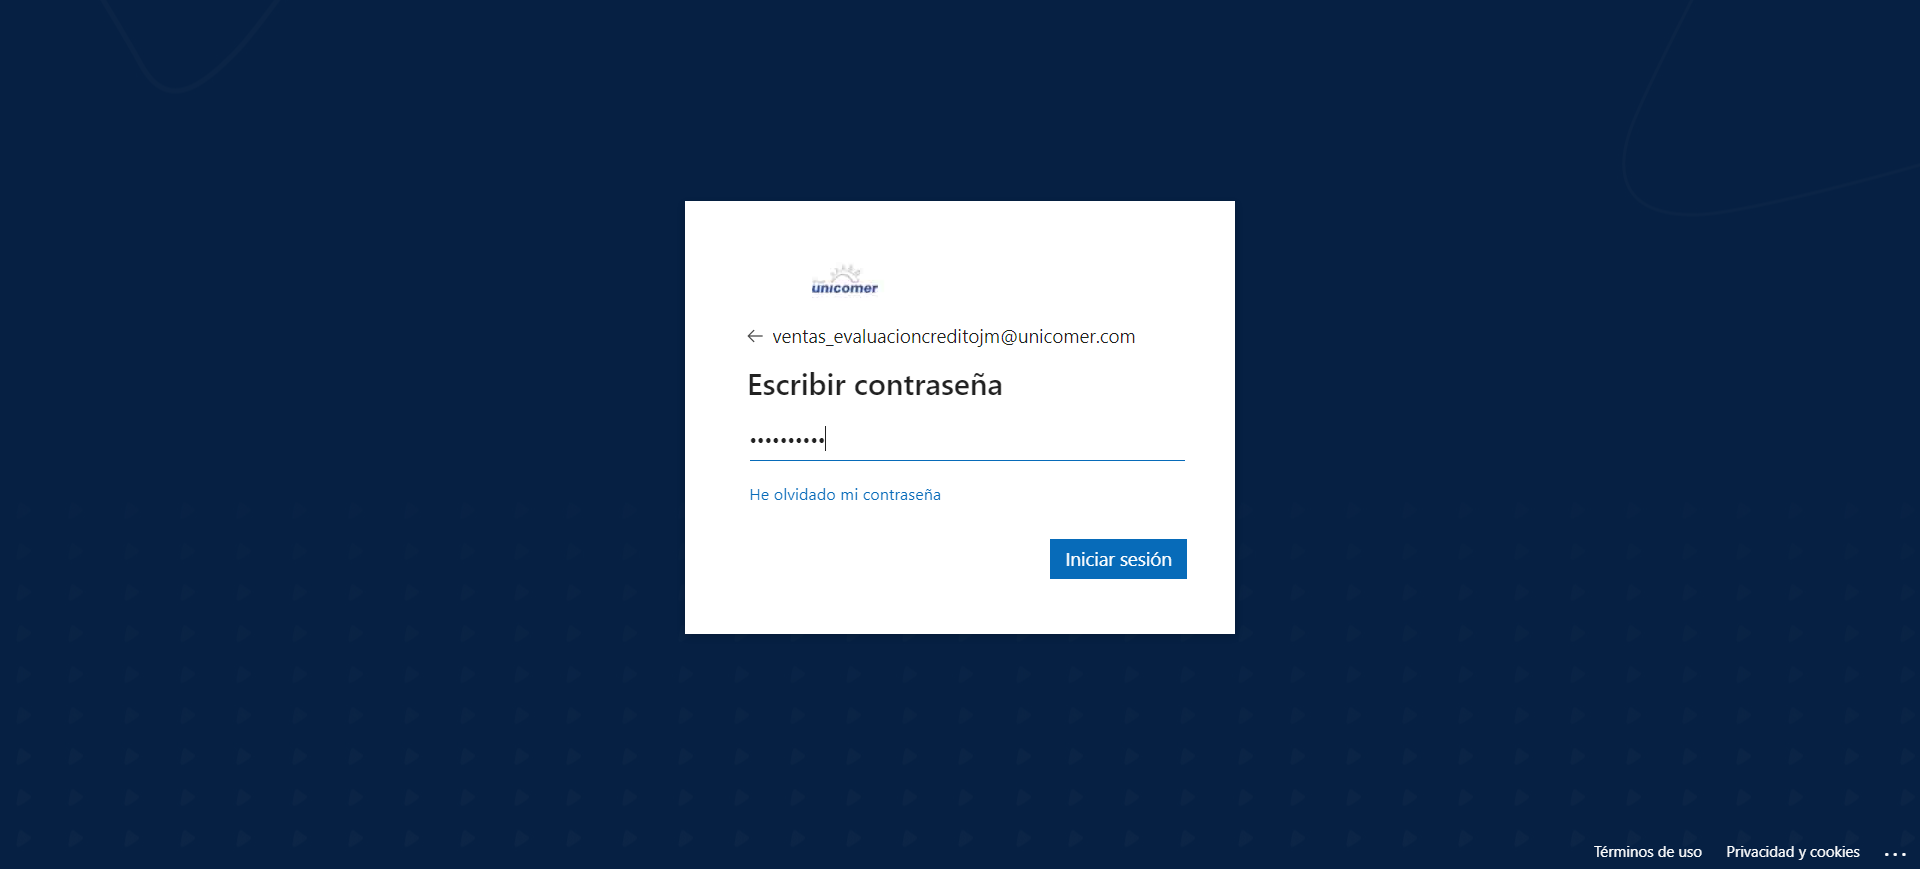 unicomer
ventas_evaluacioncreditojm@unicomer.com
Escribir contraseña
••••••••••
He olvidado mi contraseña
Iniciar sesión
Términos de uso Privacidad y cookies ...